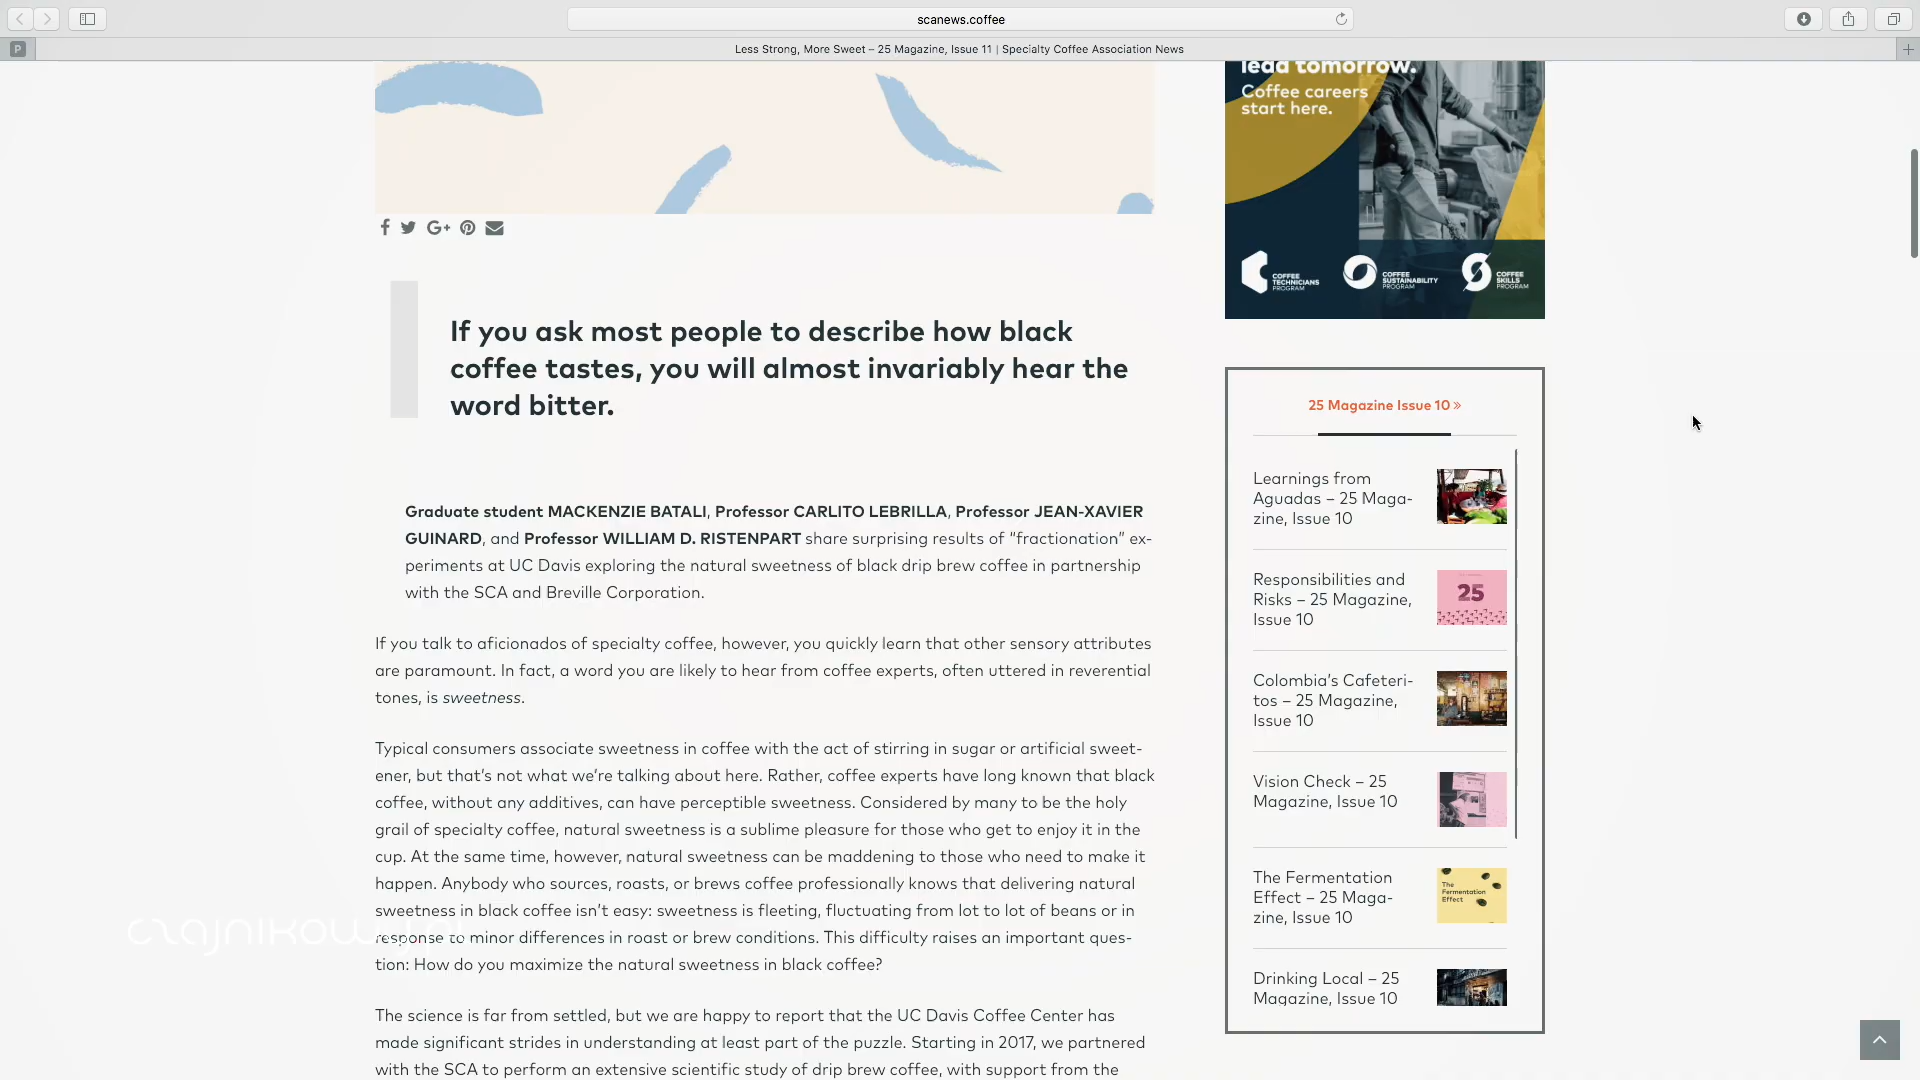 scanews.coffee
P
Less Strong, More Sweet – 25 Magazine, Issue 11 | Specialty Coffee Association News
lead tomorrow.
Coffee careers
start here.
COFFEE
TECHNICIANS
PROGRAM
COFFEE
SUSTAINABILITY
PROGRAM
COFFEE
SKILLS
PROGRAM
If you ask most people to describe how black
coffee tastes, you will almost invariably hear the
word bitter.
Graduate student MACKENZIE BATALI, Professor CARLITO LEBRILLA, Professor JEAN-XAVIER
GUINARD, and Professor WILLIAM D. RISTENPART share surprising results of “fractionation” ex-
periments at UC Davis exploring the natural sweetness of black drip brew coffee in partnership
with the SCA and Breville Corporation.
If you talk to aficionados of specialty coffee, however, you quickly learn that other sensory attributes
are paramount. In fact, a word you are likely to hear from coffee experts, often uttered in reverential
tones, is sweetness.
Typical consumers associate sweetness in coffee with the act of stirring in sugar or artificial sweet-
ener, but that’s not what we’re talking about here. Rather, coffee experts have long known that black
coffee, without any additives, can have perceptible sweetness. Considered by many to be the holy
grail of specialty coffee, natural sweetness is a sublime pleasure for those who get to enjoy it in the
cup. At the same time, however, natural sweetness can be maddening to those who need to make it
happen. Anybody who sources, roasts, or brews coffee professionally knows that delivering natural
sweetness in black coffee isn’t easy: sweetness is fleeting, fluctuating from lot to lot of beans or in
response to minor differences in roast or brew conditions. This difficulty raises an important ques-
tion: How do you maximize the natural sweetness in black coffee?
The science is far from settled, but we are happy to report that the UC Davis Coffee Center has
made significant strides in understanding at least part of the puzzle. Starting in 2017, we partnered
with the SCA to perform an extensive scientific study of drip brew coffee, with support from the
25 Magazine Issue 10 »
Learnings from
Aguadas – 25 Maga-
zine, Issue 10
Responsibilities and
Risks – 25 Magazine,
Issue 10
25
Colombia’s Cafeteri-
tos – 25 Magazine,
Issue 10
Vision Check – 25
Magazine, Issue 10
The Fermentation
Effect – 25 Maga-
zine, Issue 10
The
Fermentation
Effect
Drinking Local – 25
Magazine, Issue 10